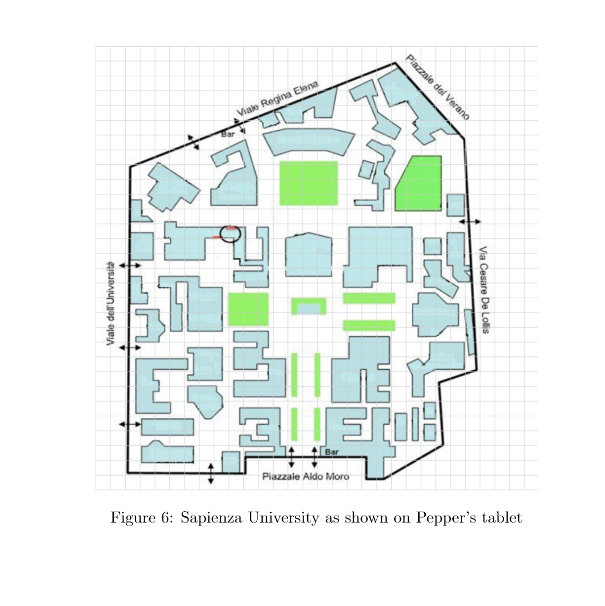 Piazzale del Verano
Viale Regina Elena
Bar
Viale dell'Università
Via Cesare De Lollis
Bar
Piazzale Aldo Moro
Figure 6: Sapienza University as shown on Pepper's tablet